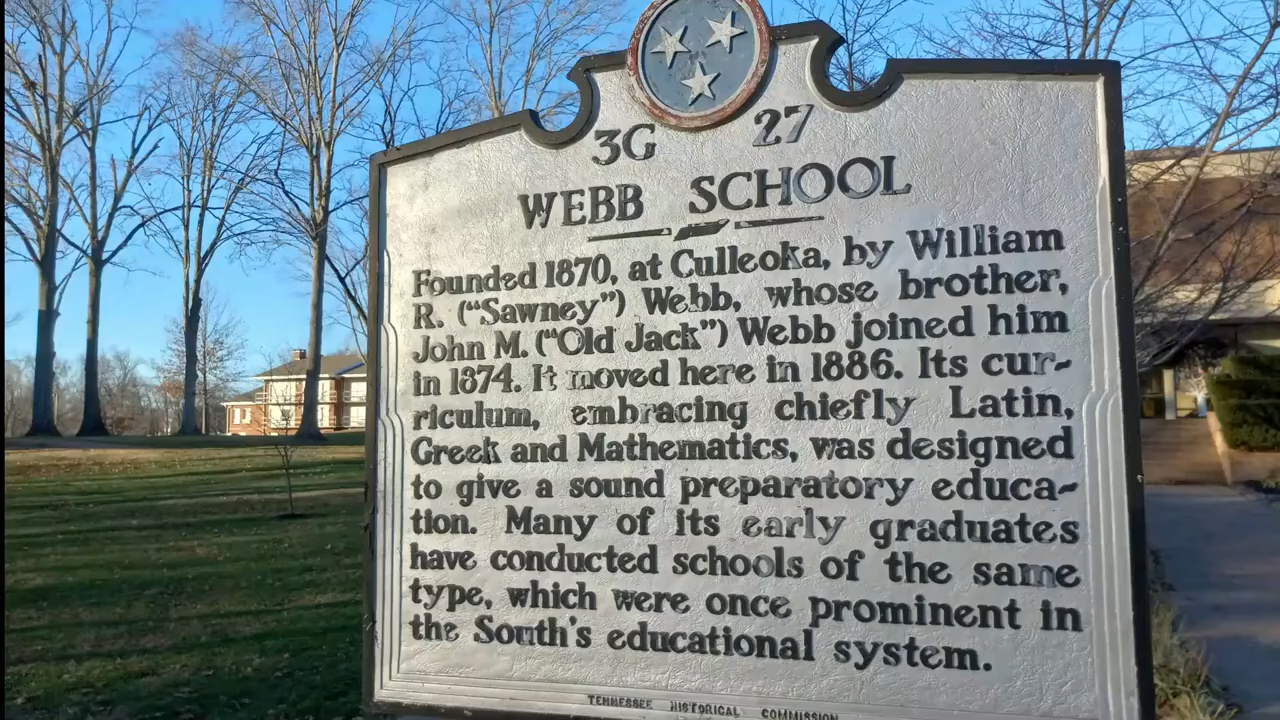 3G 27
WEBB SCHOOL
Founded 1870, at Culleoka, by William
R. ("Sawney") Webb, whose brother,
John M. ("Old Jack") Webb joined him
in 1874. It moved here in 1886. Its cur-
riculum, embracing chiefly Latin,
Greek and Mathematics, was designed
to give a sound preparatory educa-
tion. Many of its early graduates
have conducted schools of the same
type, which were once prominent in
the South's educational system.
TENNESSEE HISTORICAL COMMISSION